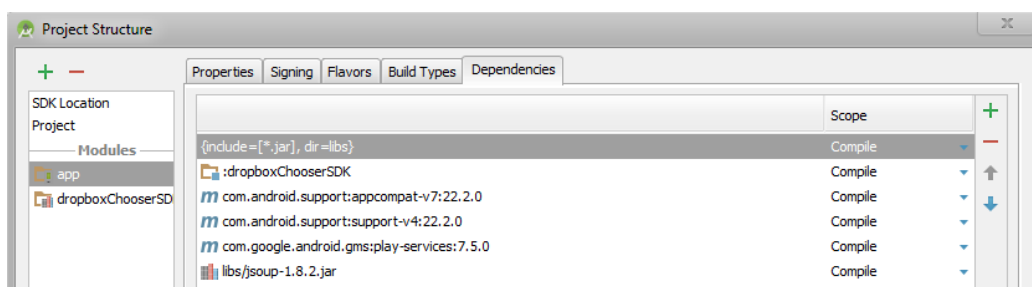 Project Structure
Properties Signing Flavors Build Types Dependencies
SDK Location
Project
Modules
app
dropboxChooserSD
Scope
{include=[*.jar], dir=libs} Compile
:dropboxChooserSDK Compile
m com.android.support:appcompat-v7:22.2.0 Compile
m com.android.support:support-v4:22.2.0 Compile
m com.google.android.gms:play-services:7.5.0 Compile
libs/jsoup-1.8.2.jar Compile